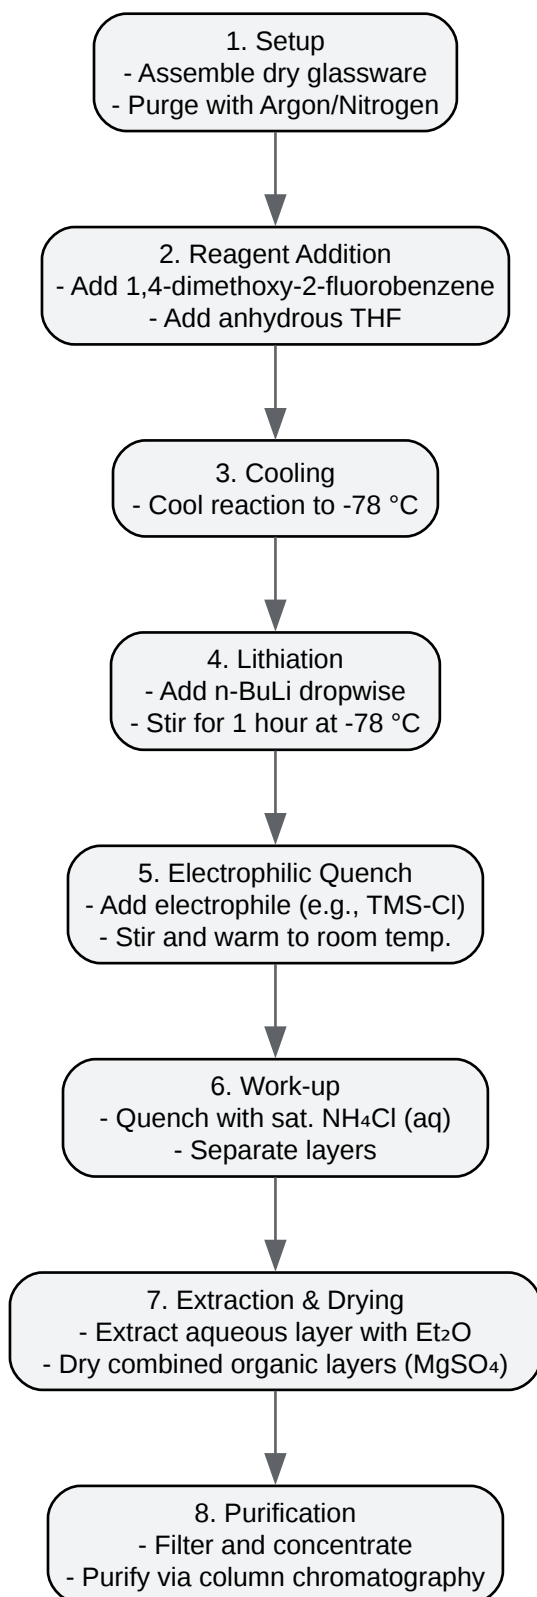 1. Setup
- Assemble dry glassware
- Purge with Argon/Nitrogen
2. Reagent Addition
- Add 1,4-dimethoxy-2-fluorobenzene
- Add anhydrous THF
3. Cooling
- Cool reaction to -78 °C
4. Lithiation
- Add n-BuLi dropwise
- Stir for 1 hour at -78 °C
5. Electrophilic Quench
- Add electrophile (e.g., TMS-Cl)
- Stir and warm to room temp.
6. Work-up
- Quench with sat. NH₄Cl (aq)
- Separate layers
7. Extraction & Drying
- Extract aqueous layer with Et₂O
- Dry combined organic layers (MgSO₄)
8. Purification
- Filter and concentrate
- Purify via column chromatography